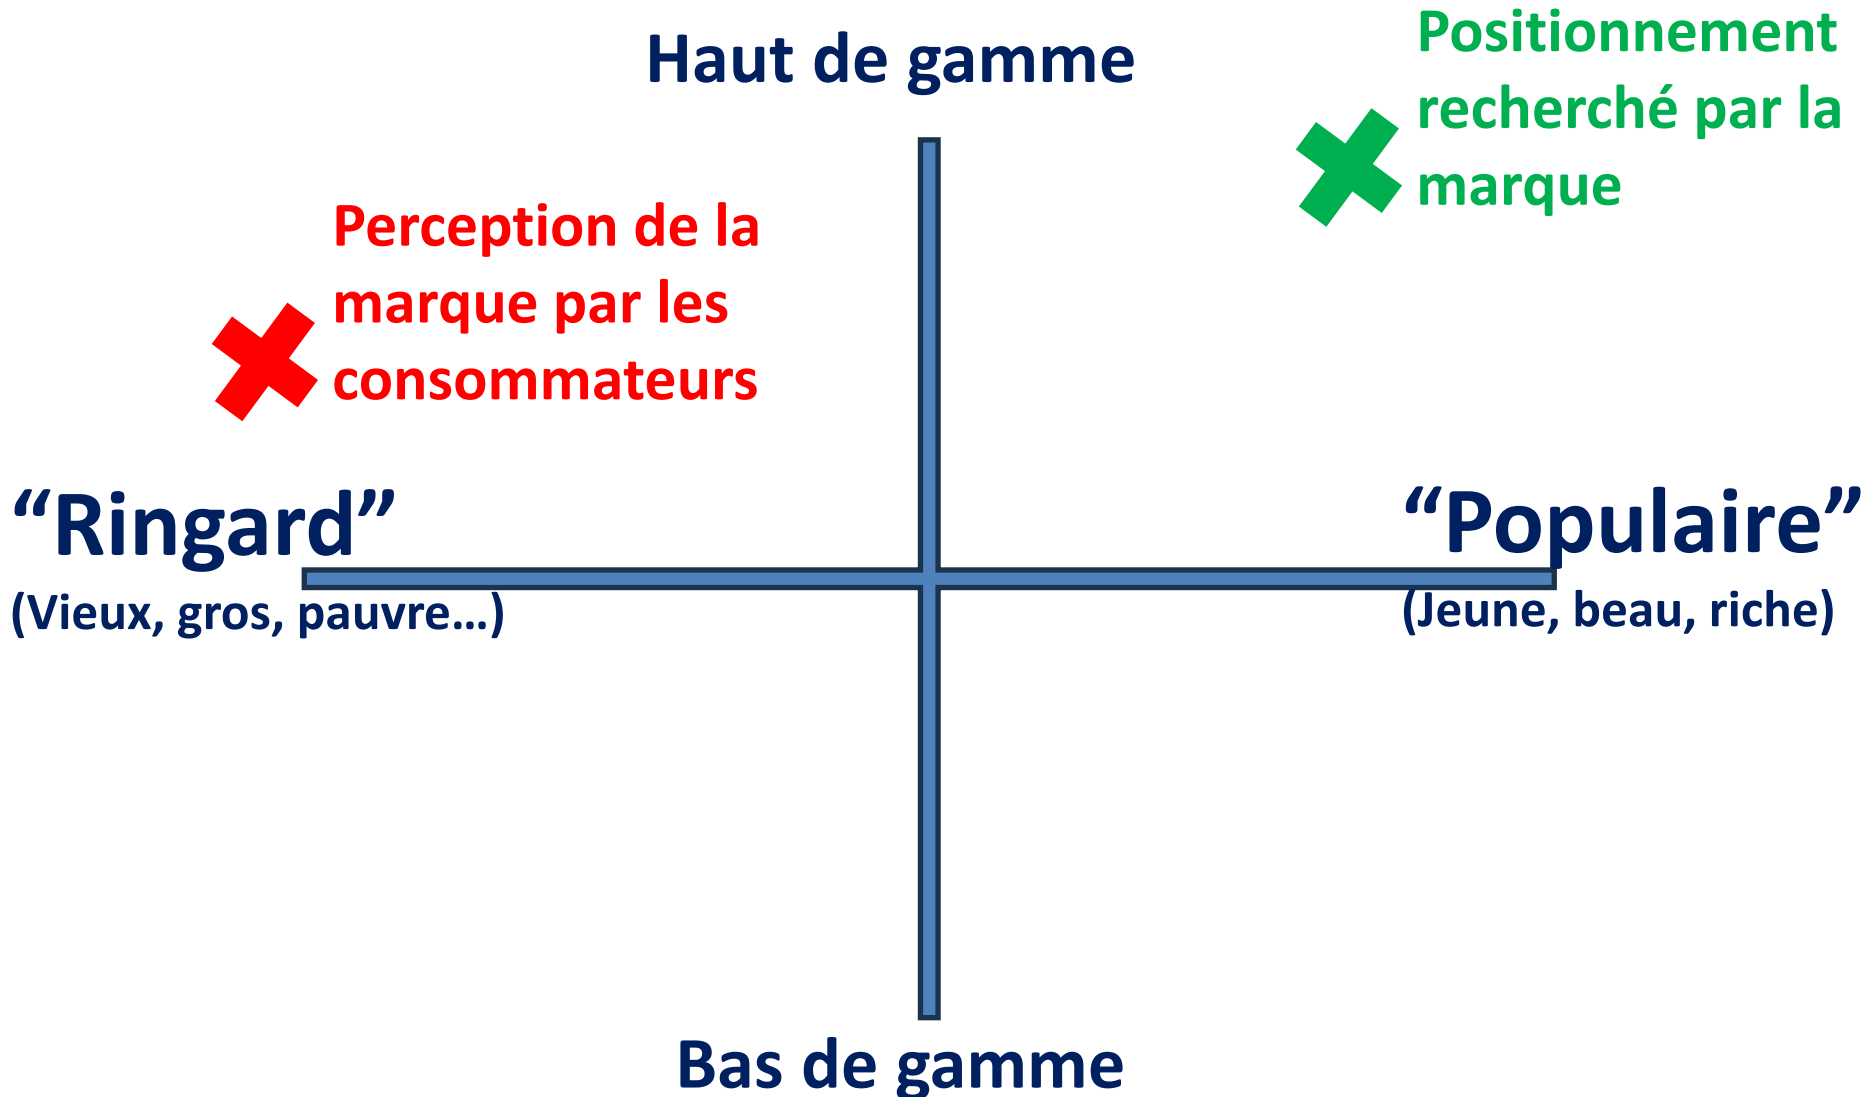 Haut de gamme
Positionnement
recherché par la
marque
Perception de la
marque par les
consommateurs
“Ringard”
(Vieux, gros, pauvre…)
“Populaire”
(Jeune, beau, riche)
Bas de gamme